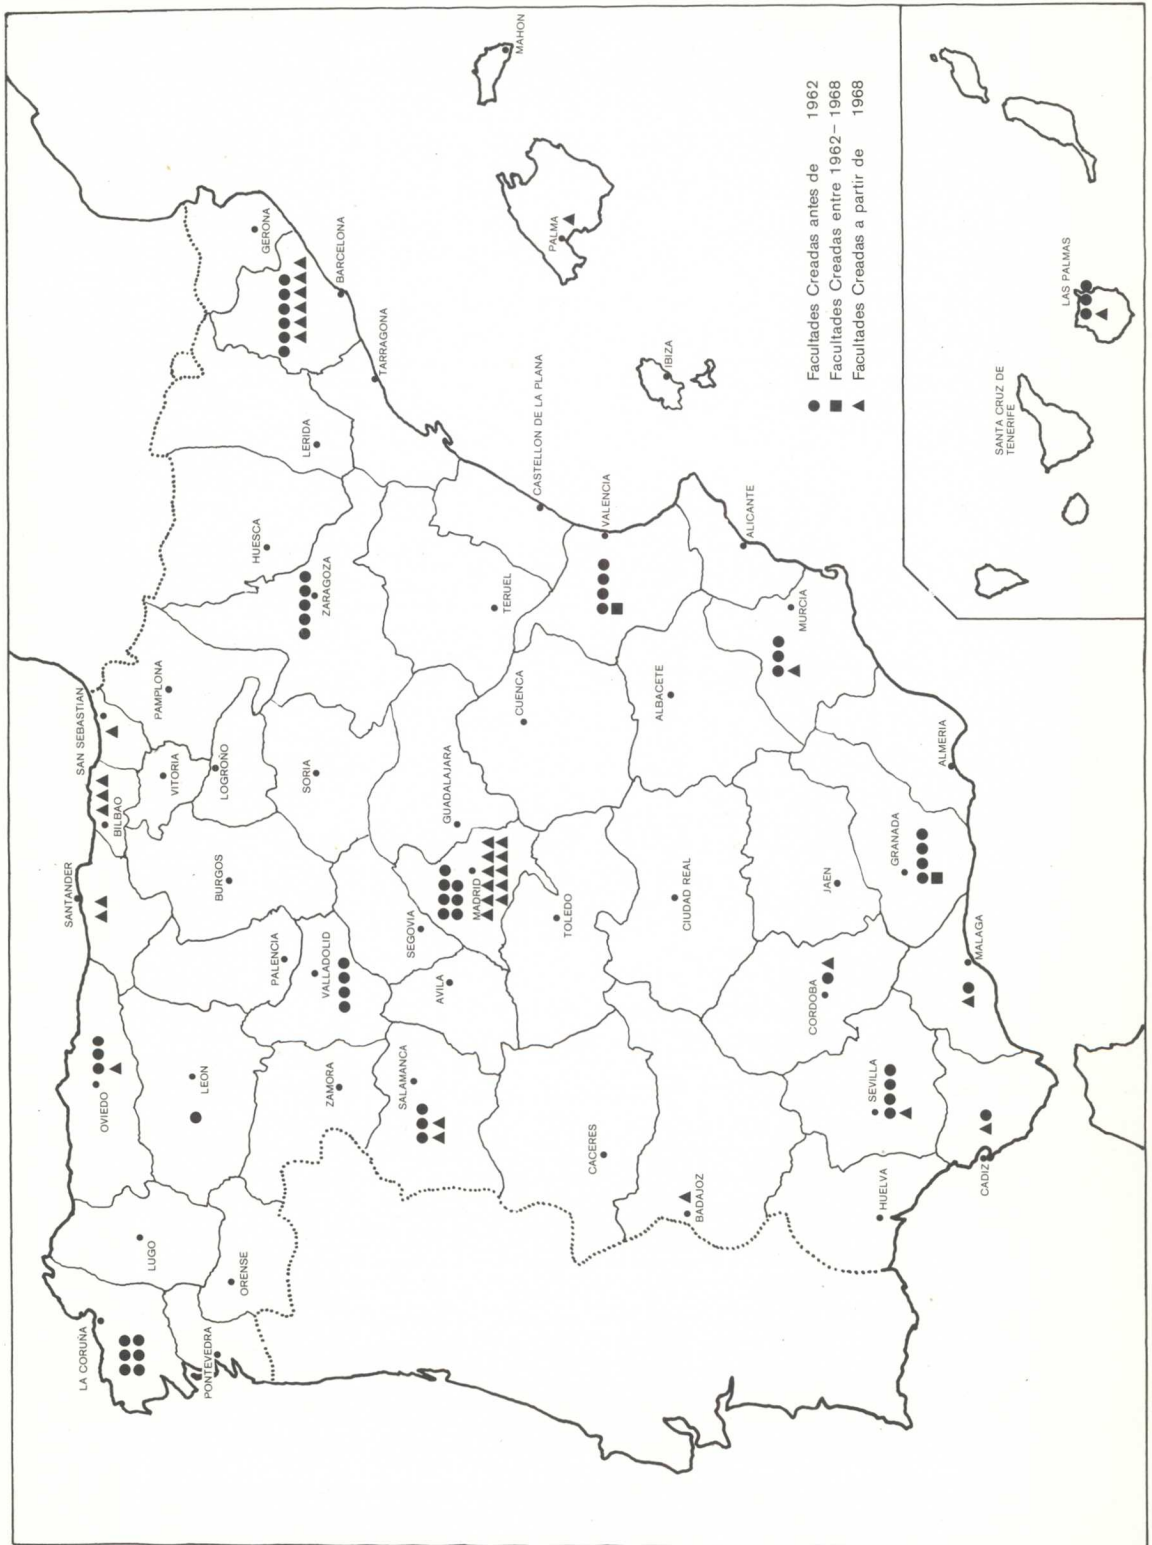 LA CORUÑA
LUGO
PONTEVEDRA
ORENSE
OVIEDO
LEON
SANTANDER
BILBAO
SAN SEBASTIAN
VITORIA
PAMPLONA
LOGROÑO
BURGOS
PALENCIA
VALLADOLID
ZAMORA
SALAMANCA
AVILA
SEGOVIA
SORIA
HUESCA
ZARAGOZA
TERUEL
LERIDA
GERONA
BARCELONA
TARRAGONA
GUADALAJARA
MADRID
TOLEDO
CUENCA
CACERES
BADAJOZ
CIUDAD REAL
ALBACETE
CASTELLON DE LA PLANA
VALENCIA
ALICANTE
MURCIA
HUELVA
SEVILLA
CORDOBA
JAEN
GRANADA
ALMERIA
MALAGA
CADIZ
MAHON
PALMA
IBIZA
Facultades Creadas antes de 1962
Facultades Creadas entre 1962–1968
Facultades Creadas a partir de 1968
SANTA CRUZ DE
TENERIFE
LAS PALMAS